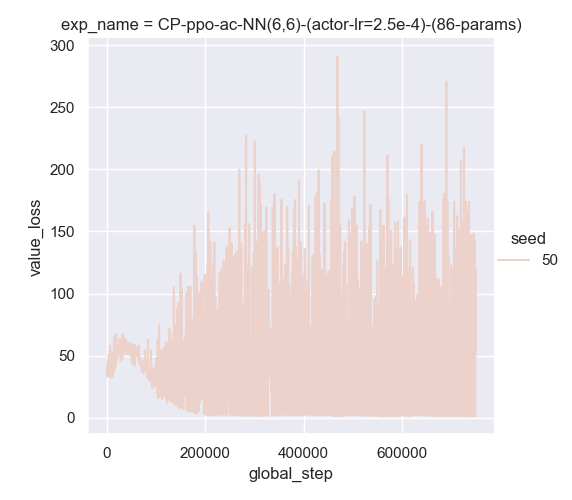 exp_name = CP-ppo-ac-NN(6,6)-(actor-lr=2.5e-4)-(86-params)
300
250
200
150
100
50
0
value_loss
0 200000 400000 600000
global_step
seed
50